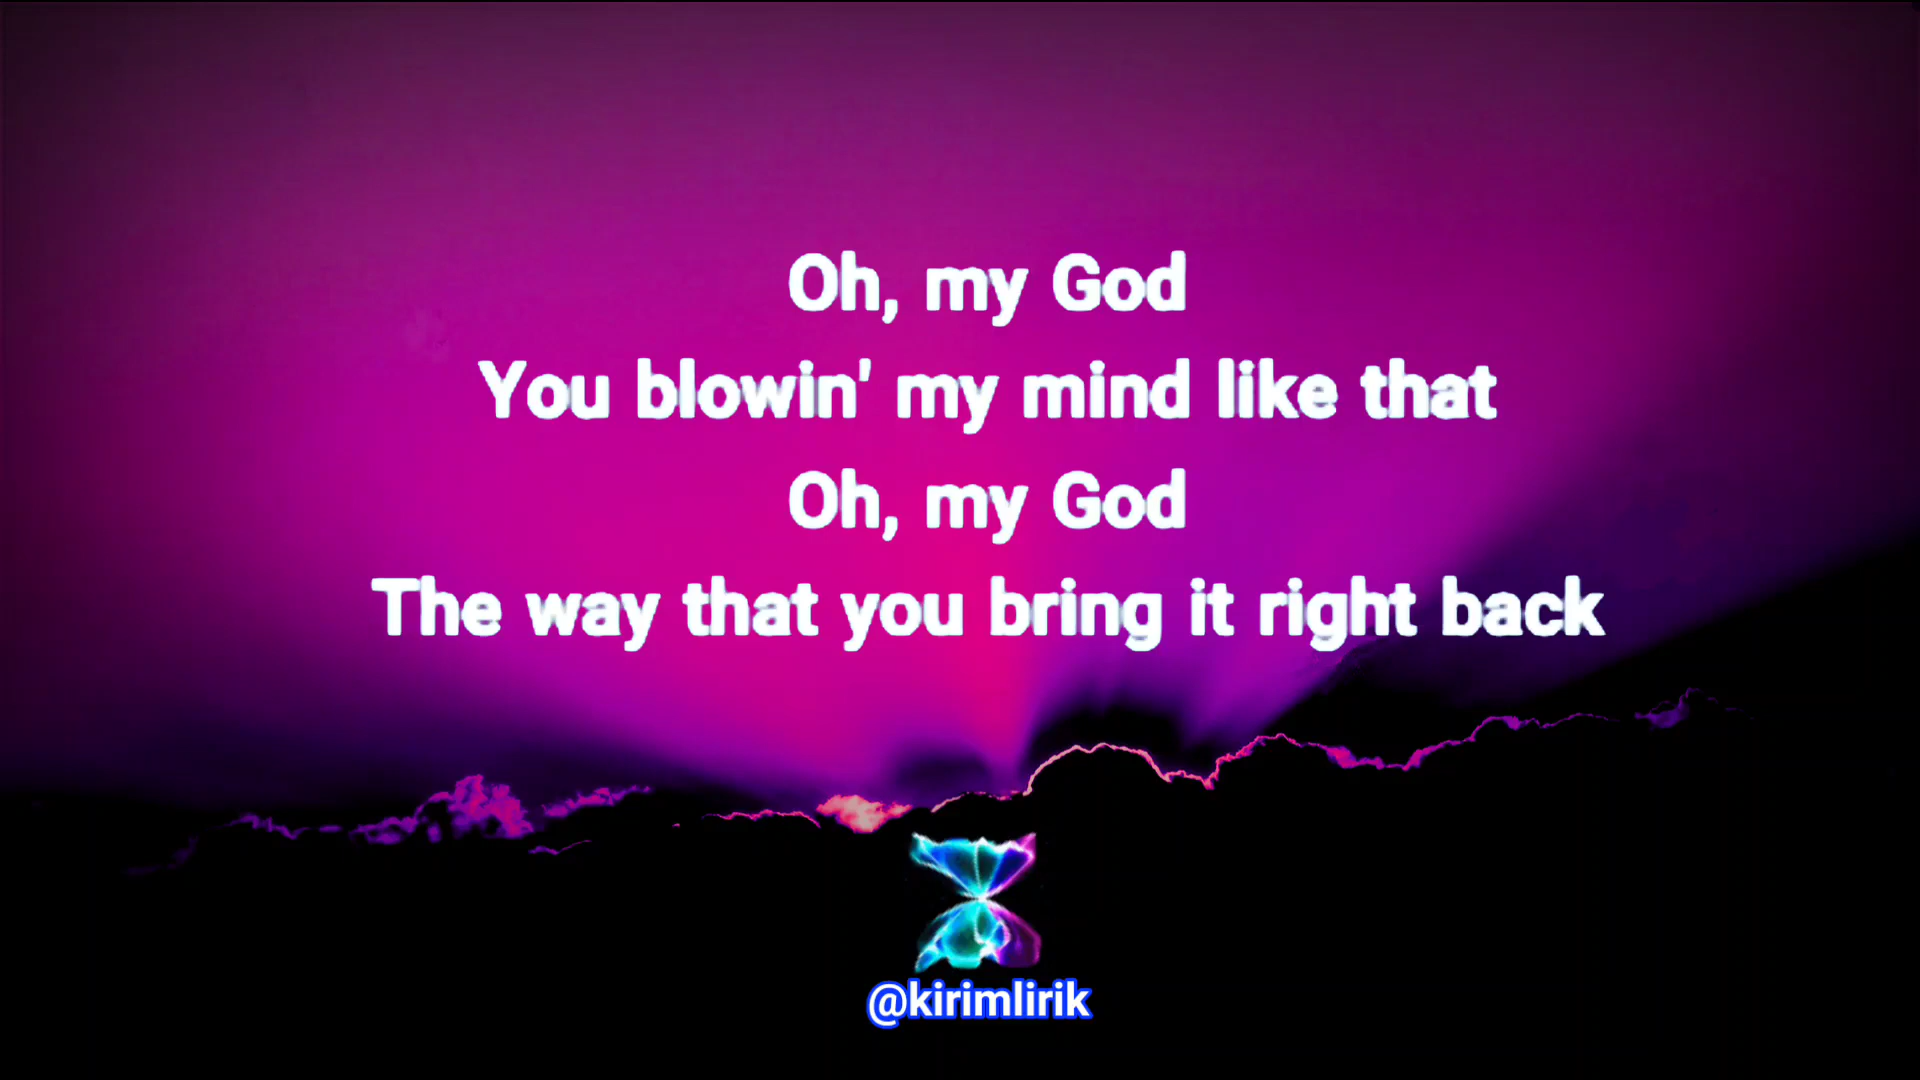 Oh, my God
You blowin' my mind like that
Oh, my God
The way that you bring it right back
@kirimlirik